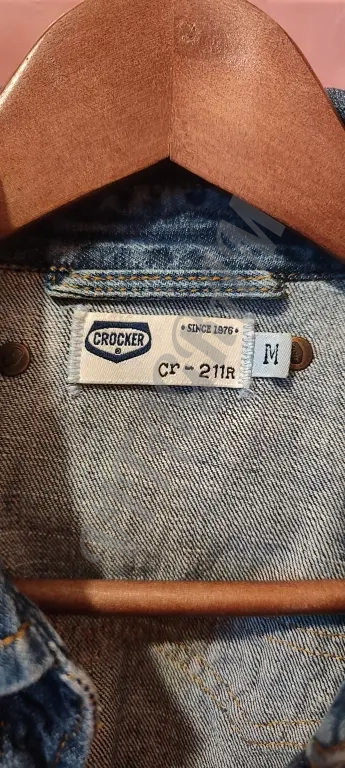 • SINCE 1976 •
CROCKER
®
Cr - 211R
M